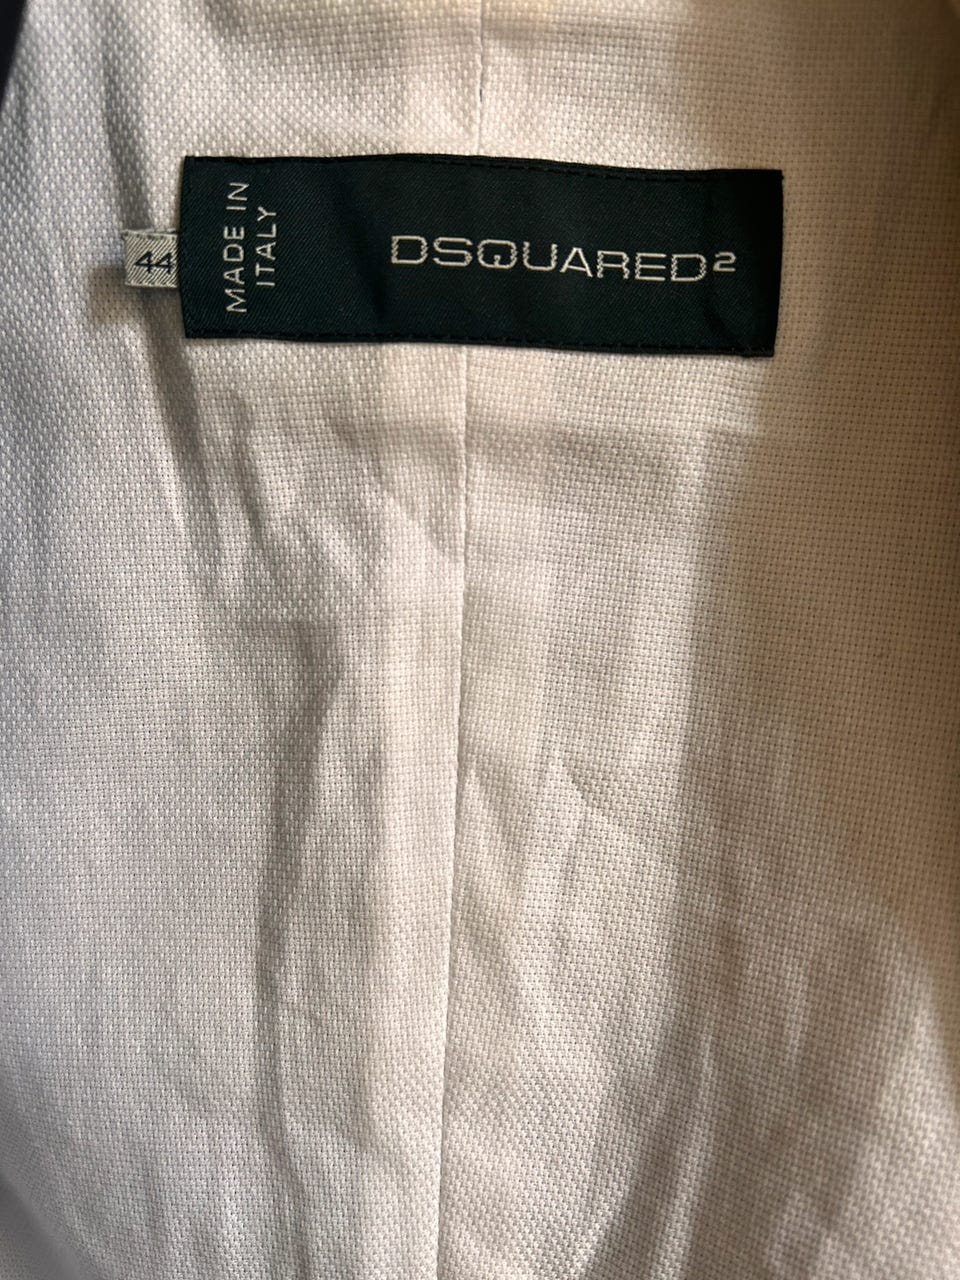 44
MADE IN
ITALY
DSQUARED²